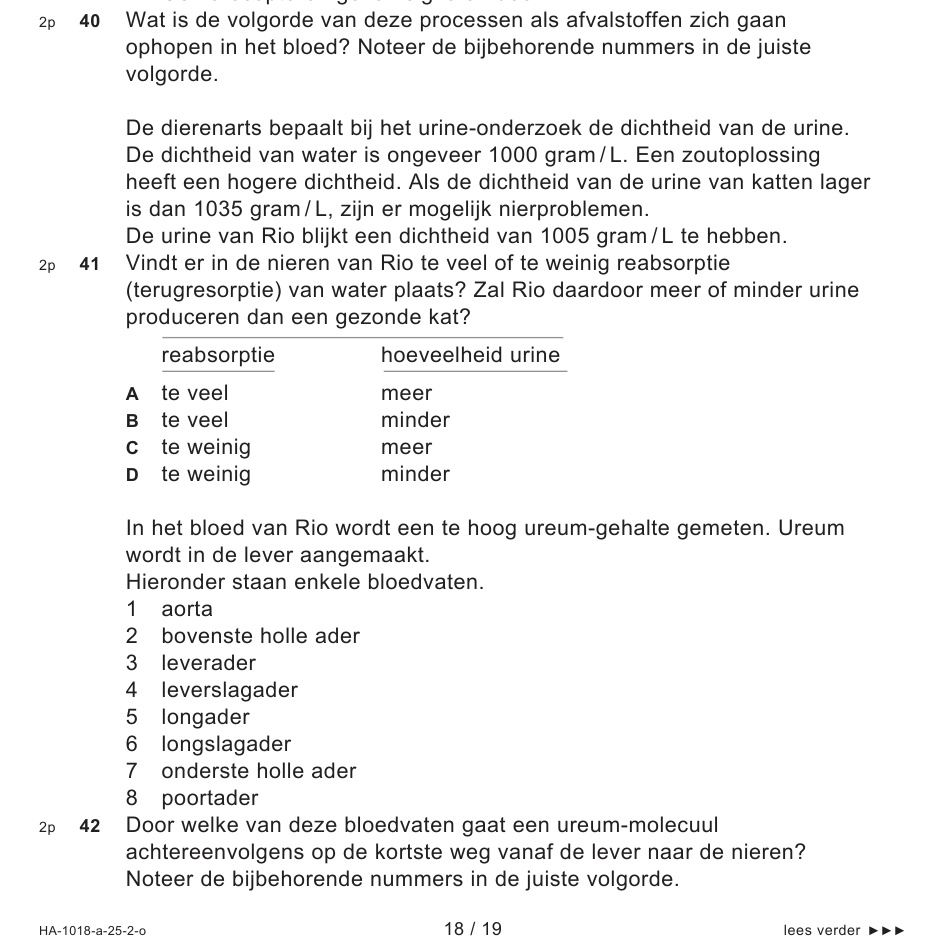 2p 40 Wat is de volgorde van deze processen als afvalstoffen zich gaan
ophopen in het bloed? Noteer de bijbehorende nummers in de juiste
volgorde.
De dierenarts bepaalt bij het urine-onderzoek de dichtheid van de urine.
De dichtheid van water is ongeveer 1000 gram/L. Een zoutoplossing
heeft een hogere dichtheid. Als de dichtheid van de urine van katten lager
is dan 1035 gram/L, zijn er mogelijk nierproblemen.
De urine van Rio blijkt een dichtheid van 1005 gram/L te hebben.
2p 41 Vindt er in de nieren van Rio te veel of te weinig reabsorptie
(terugresorptie) van water plaats? Zal Rio daardoor meer of minder urine
produceren dan een gezonde kat?
reabsorptie hoeveelheid urine
A te veel meer
B te veel minder
C te weinig meer
D te weinig minder
In het bloed van Rio wordt een te hoog ureum-gehalte gemeten. Ureum
wordt in de lever aangemaakt.
Hieronder staan enkele bloedvaten.
1 aorta
2 bovenste holle ader
3 leverader
4 leverslagader
5 longader
6 longslagader
7 onderste holle ader
8 poortader
2p 42 Door welke van deze bloedvaten gaat een ureum-molecuul
achtereenvolgens op de kortste weg vanaf de lever naar de nieren?
Noteer de bijbehorende nummers in de juiste volgorde.
HA-1018-a-25-2-o 18 / 19 lees verder ►►►